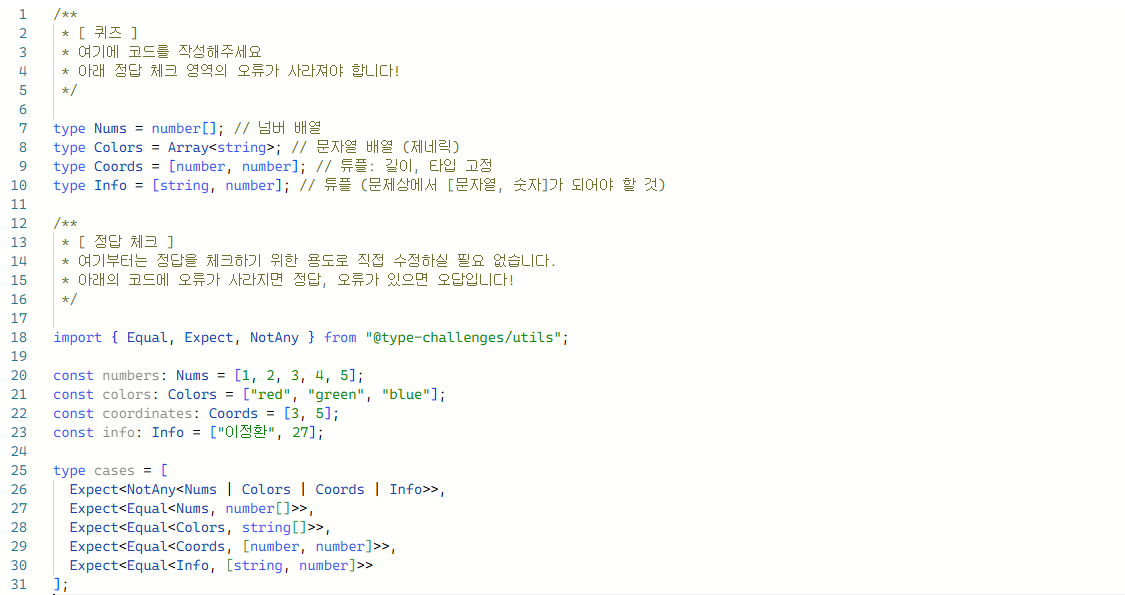 1 /**
2 * [ 퀴즈 ]
3 * 여기에 코드를 작성해주세요
4 * 아래 정답 체크 영역의 오류가 사라져야 합니다!
5 */
6
7 type Nums = number[]; // 넘버 배열
8 type Colors = Array<string>; // 문자열 배열 (제네릭)
9 type Coords = [number, number]; // 튜플: 길이, 타입 고정
10 type Info = [string, number]; // 튜플 (문제상에서 [문자열, 숫자]가 되어야 할 것)
11
12 /**
13 * [ 정답 체크 ]
14 * 여기부터는 정답을 체크하기 위한 용도로 직접 수정하실 필요 없습니다.
15 * 아래의 코드에 오류가 사라지면 정답, 오류가 있으면 오답입니다!
16 */
17
18 import { Equal, Expect, NotAny } from "@type-challenges/utils";
19
20 const numbers: Nums = [1, 2, 3, 4, 5];
21 const colors: Colors = ["red", "green", "blue"];
22 const coordinates: Coords = [3, 5];
23 const info: Info = ["이정환", 27];
24
25 type cases = [
26 Expect<NotAny<Nums | Colors | Coords | Info>>,
27 Expect<Equal<Nums, number[]>>,
28 Expect<Equal<Colors, string[]>>,
29 Expect<Equal<Coords, [number, number]>>,
30 Expect<Equal<Info, [string, number]>>
31 ];